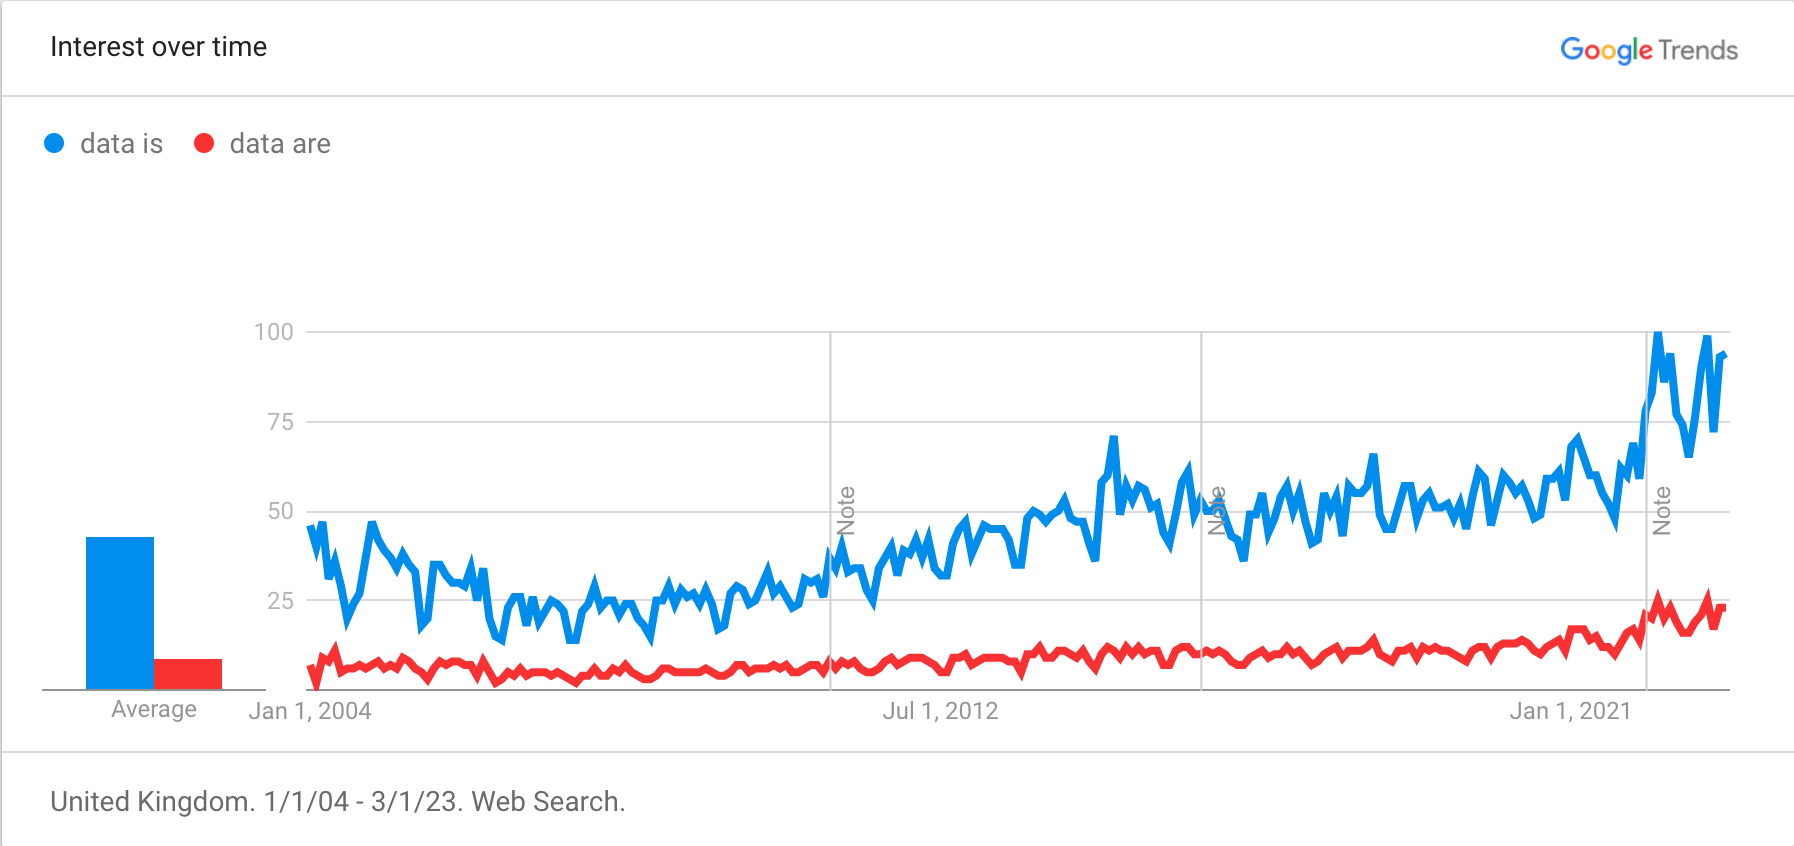 Interest over time
Google Trends
data is
data are
100
75
50
25
Note
Note
Note
Average
Jan 1, 2004
Jul 1, 2012
Jan 1, 2021
United Kingdom. 1/1/04 - 3/1/23. Web Search.